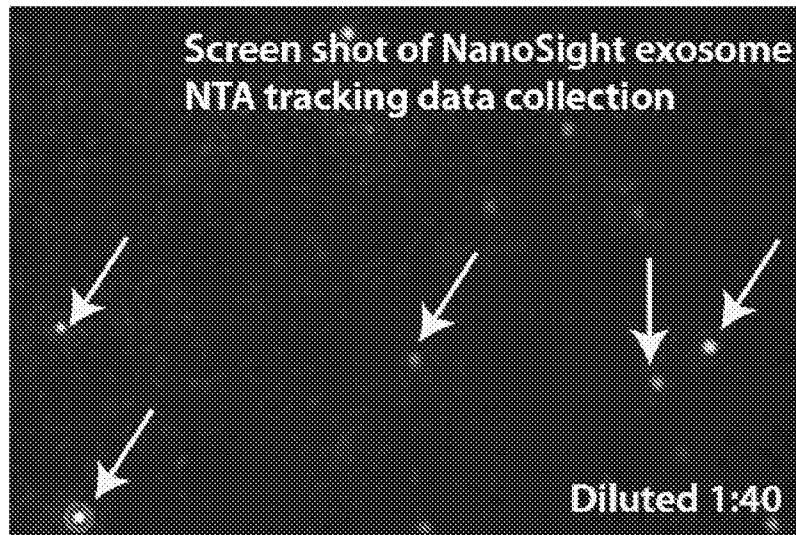 Screen shot of NanoSight exosome
NTA tracking data collection
Diluted 1:40